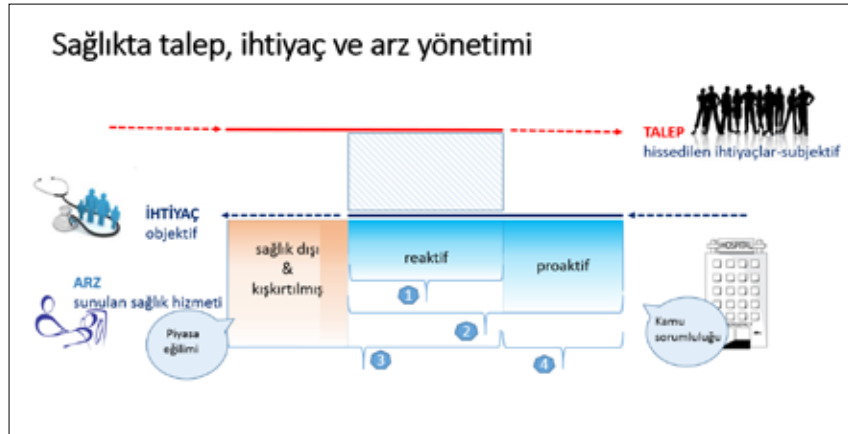 Sağlıkta talep, ihtiyaç ve arz yönetimi
TALEP
hissedilen ihtiyaçlar-subjektif
İHTİYAÇ
objektif
sağlık dışı
&
kışkırtılmış
reaktif
proaktif
HOSPITAL
ARZ
sunulan sağlık hizmeti
1
2
3
4
Piyasa
eğilimi
Kamu
sorumluluğu